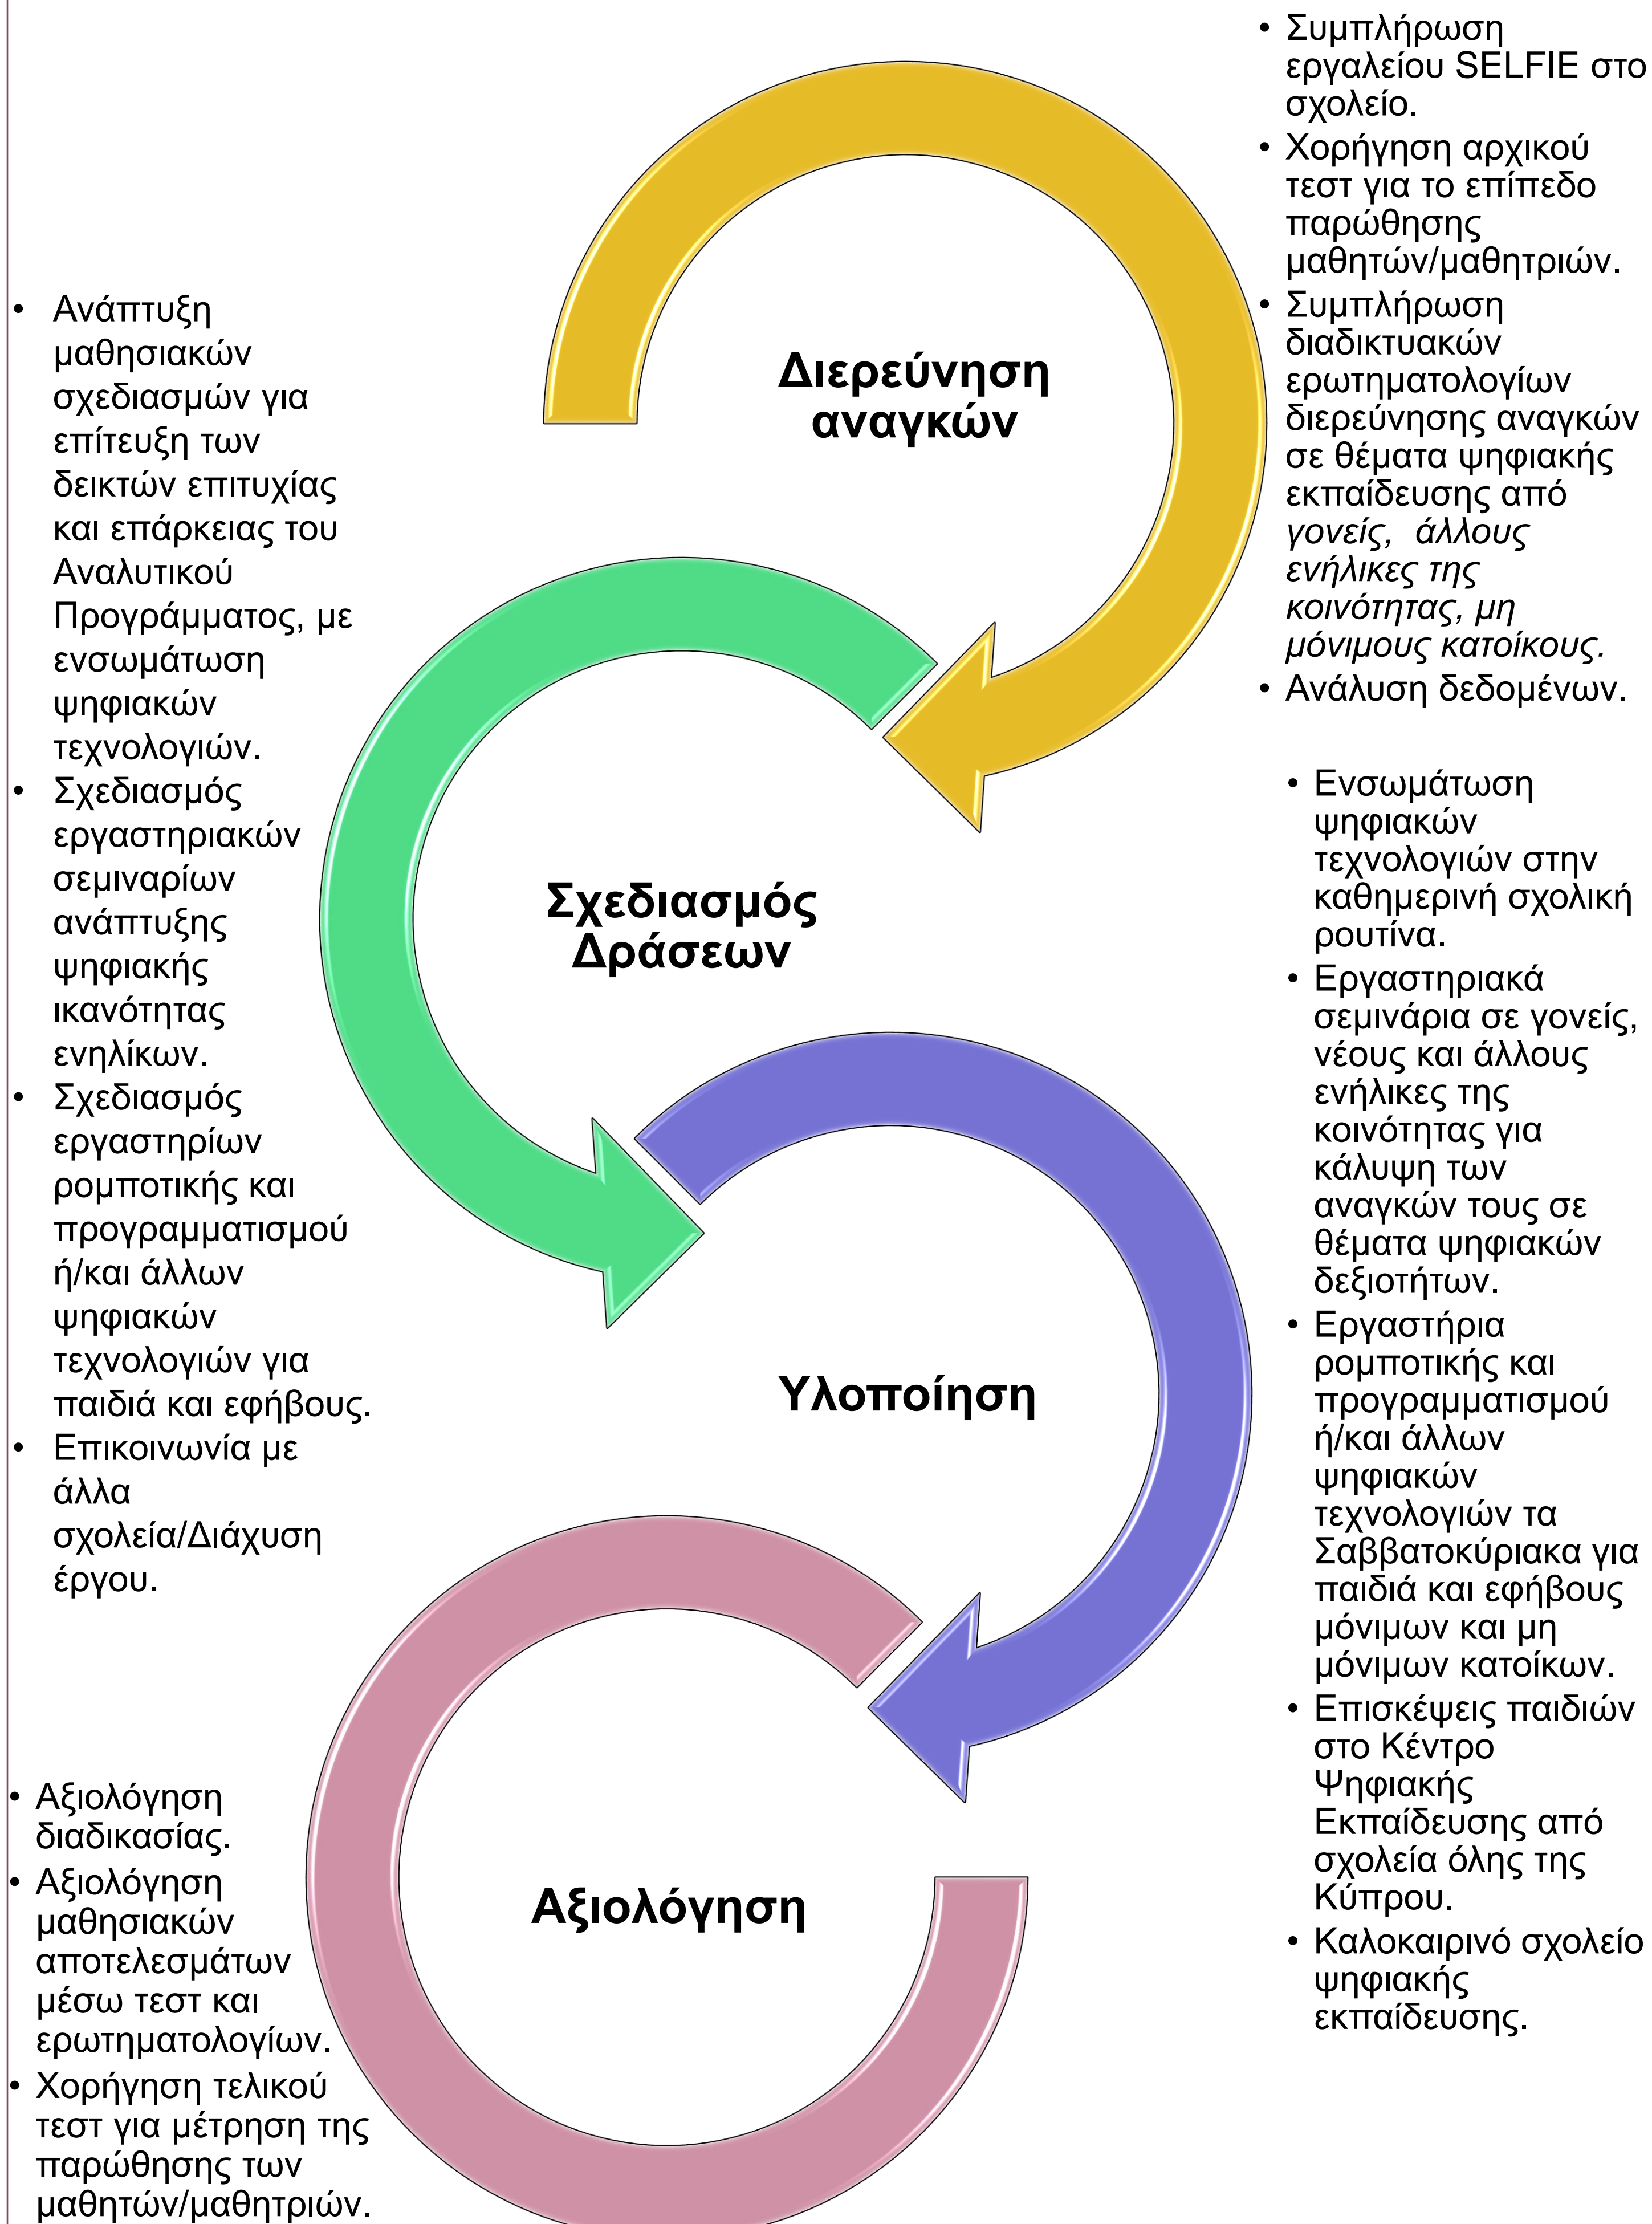 • Συμπλήρωση
εργαλείου SELFIE στο
σχολείο.
• Χορήγηση αρχικού
τεστ για το επίπεδο
παρώθησης
μαθητών/μαθητριών.
• Συμπλήρωση
διαδικτυακών
ερωτηματολογίων
διερεύνησης αναγκών
σε θέματα ψηφιακής
εκπαίδευσης από
γονείς, άλλους
ενήλικες της
κοινότητας, μη
μόνιμους κατοίκους.
• Ανάλυση δεδομένων.
Διερεύνηση
αναγκών
• Ανάπτυξη
μαθησιακών
σχεδιασμών για
επίτευξη των
δεικτών επιτυχίας
και επάρκειας του
Αναλυτικού
Προγράμματος, με
ενσωμάτωση
ψηφιακών
τεχνολογιών.
• Σχεδιασμός
εργαστηριακών
σεμιναρίων
ανάπτυξης
ψηφιακής
ικανότητας
ενηλίκων.
• Σχεδιασμός
εργαστηρίων
ρομποτικής και
προγραμματισμού
ή/και άλλων
ψηφιακών
τεχνολογιών για
παιδιά και εφήβους.
• Επικοινωνία με
άλλα
σχολεία/Διάχυση
έργου.
Σχεδιασμός
Δράσεων
• Ενσωμάτωση
ψηφιακών
τεχνολογιών στην
καθημερινή σχολική
ρουτίνα.
• Εργαστηριακά
σεμινάρια σε γονείς,
νέους και άλλους
ενήλικες της
κοινότητας για
κάλυψη των
αναγκών τους σε
θέματα ψηφιακών
δεξιοτήτων.
• Εργαστήρια
ρομποτικής και
προγραμματισμού
ή/και άλλων
ψηφιακών
τεχνολογιών τα
Σαββατοκύριακα για
παιδιά και εφήβους
μόνιμων και μη
μόνιμων κατοίκων.
• Επισκέψεις παιδιών
στο Κέντρο
Ψηφιακής
Εκπαίδευσης από
σχολεία όλης της
Κύπρου.
• Καλοκαιρινό σχολείο
ψηφιακής
εκπαίδευσης.
Υλοποίηση
• Αξιολόγηση
διαδικασίας.
• Αξιολόγηση
μαθησιακών
αποτελεσμάτων
μέσω τεστ και
ερωτηματολογίων.
• Χορήγηση τελικού
τεστ για μέτρηση της
παρώθησης των
μαθητών/μαθητριών.
Αξιολόγηση